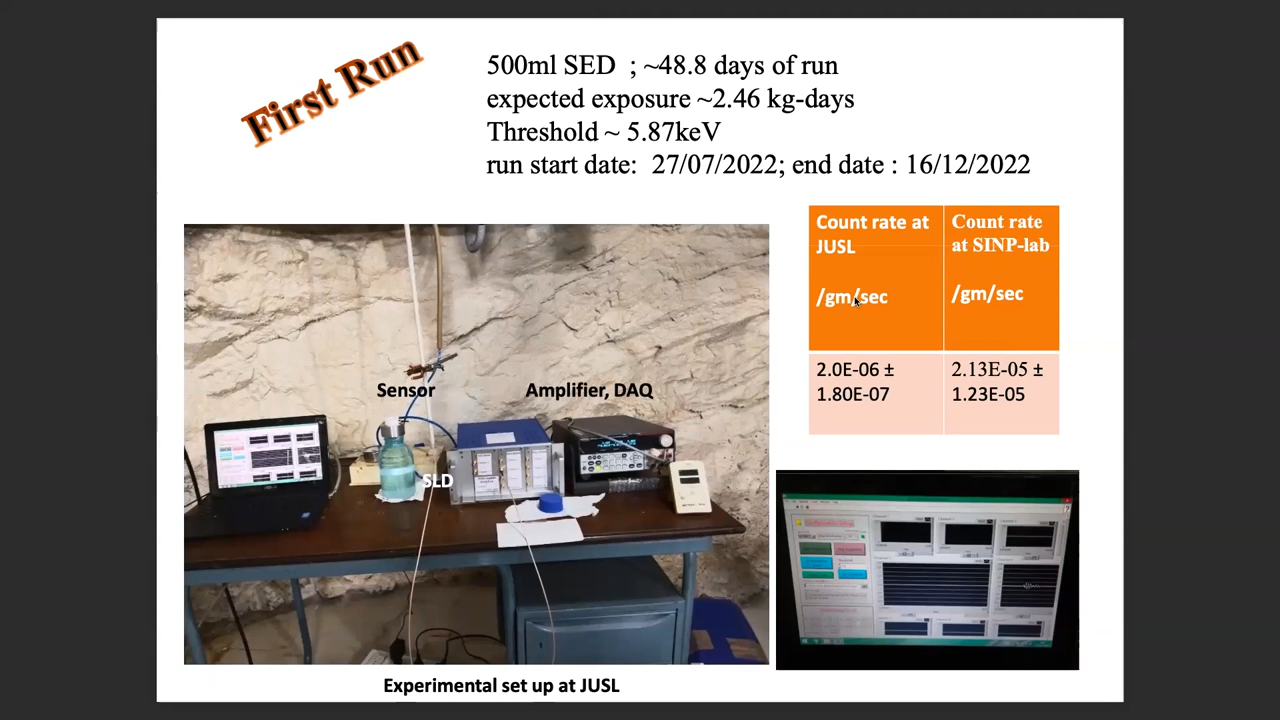 First Run
500ml SED ; ~48.8 days of run
expected exposure ~2.46 kg-days
Threshold ~ 5.87keV
run start date: 27/07/2022; end date : 16/12/2022
Count rate at
JUSL
/gm/sec
Count rate
at SINP-lab
/gm/sec
2.0E-06 ±
1.80E-07
2.13E-05 ±
1.23E-05
Sensor
Amplifier, DAQ
SLD
Experimental set up at JUSL